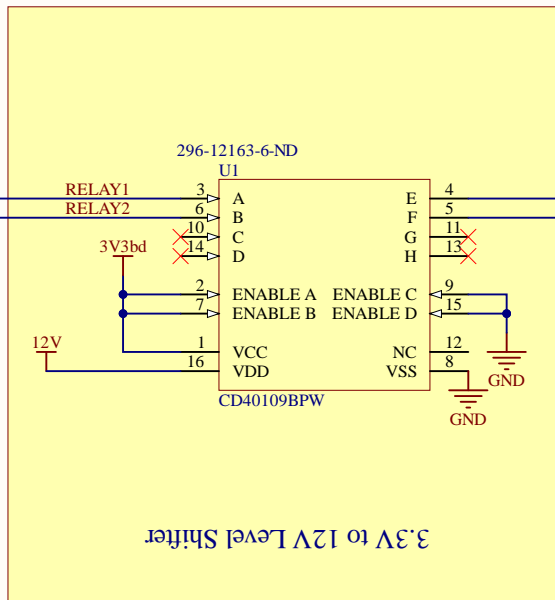 296-12163-6-ND
U1
RELAY1 3 A E 4
RELAY2 6 B F 5
10 C G 11
14 D H 13
3V3bd
2 ENABLE A ENABLE C 9
7 ENABLE B ENABLE D 15
12V
1 VCC NC 12
16 VDD VSS 8
GND
CD40109BPW
GND
3.3V to 12V Level Shifter